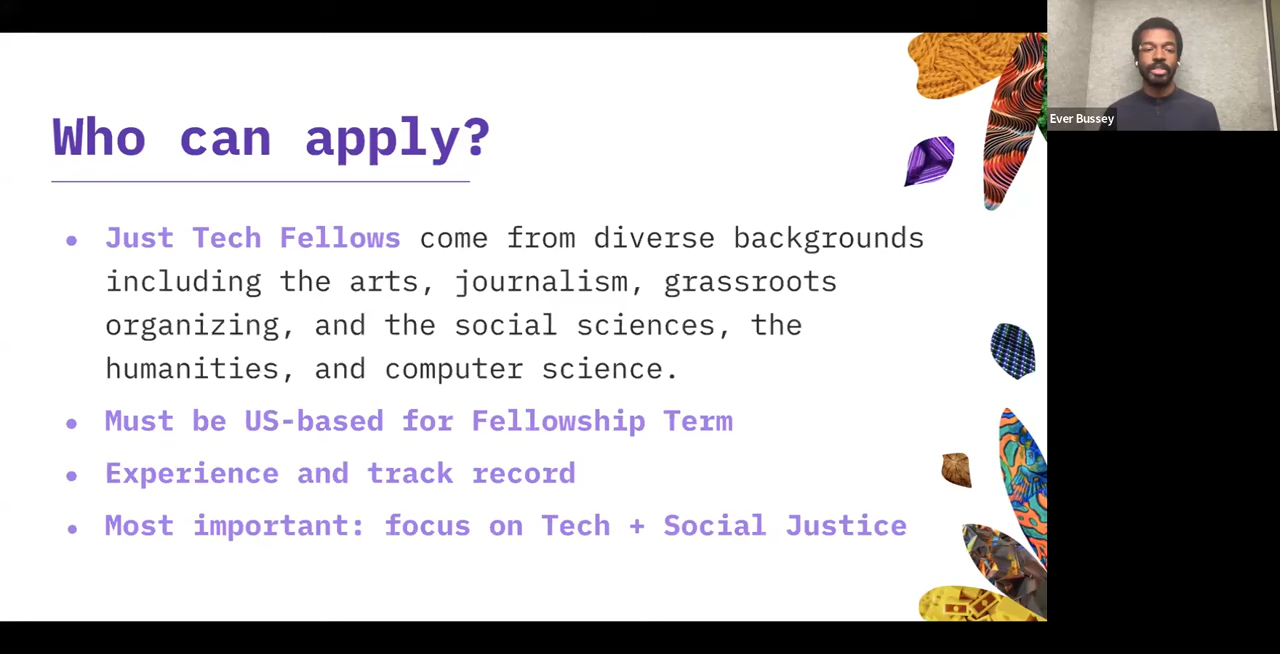 Who can apply?
Just Tech Fellows come from diverse backgrounds
including the arts, journalism, grassroots
organizing, and the social sciences, the
humanities, and computer science.
Must be US-based for Fellowship Term
Experience and track record
Most important: focus on Tech + Social Justice
Ever Bussey